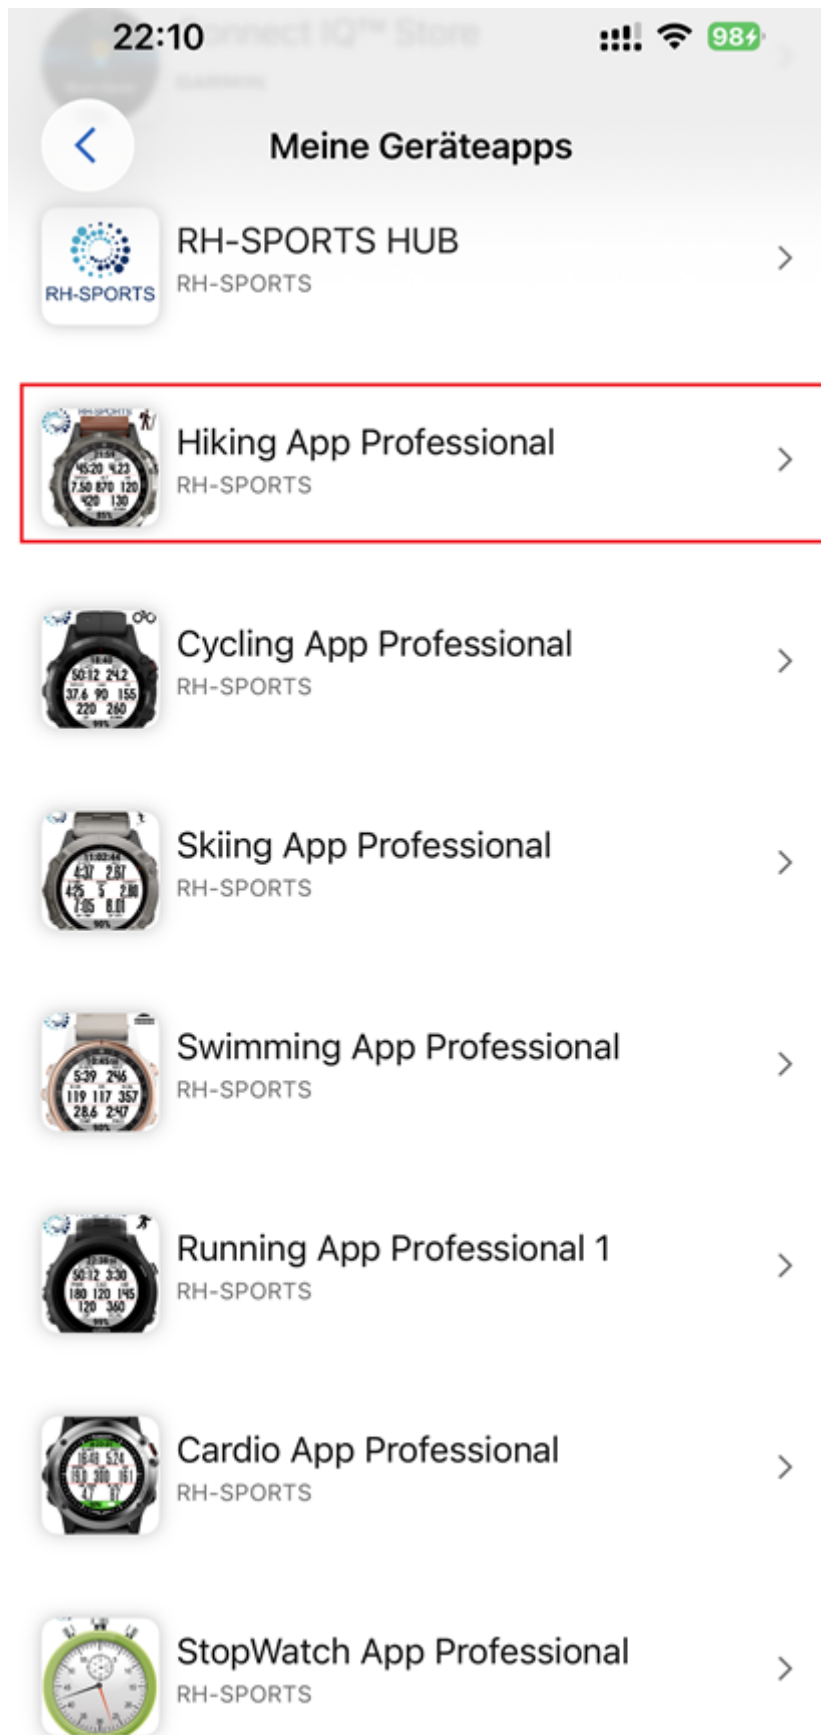 22:10
98
Meine Geräteapps
RH-SPORTS
RH-SPORTS HUB
RH-SPORTS
Hiking App Professional
RH-SPORTS
Cycling App Professional
RH-SPORTS
Skiing App Professional
RH-SPORTS
Swimming App Professional
RH-SPORTS
Running App Professional 1
RH-SPORTS
Cardio App Professional
RH-SPORTS
StopWatch App Professional
RH-SPORTS